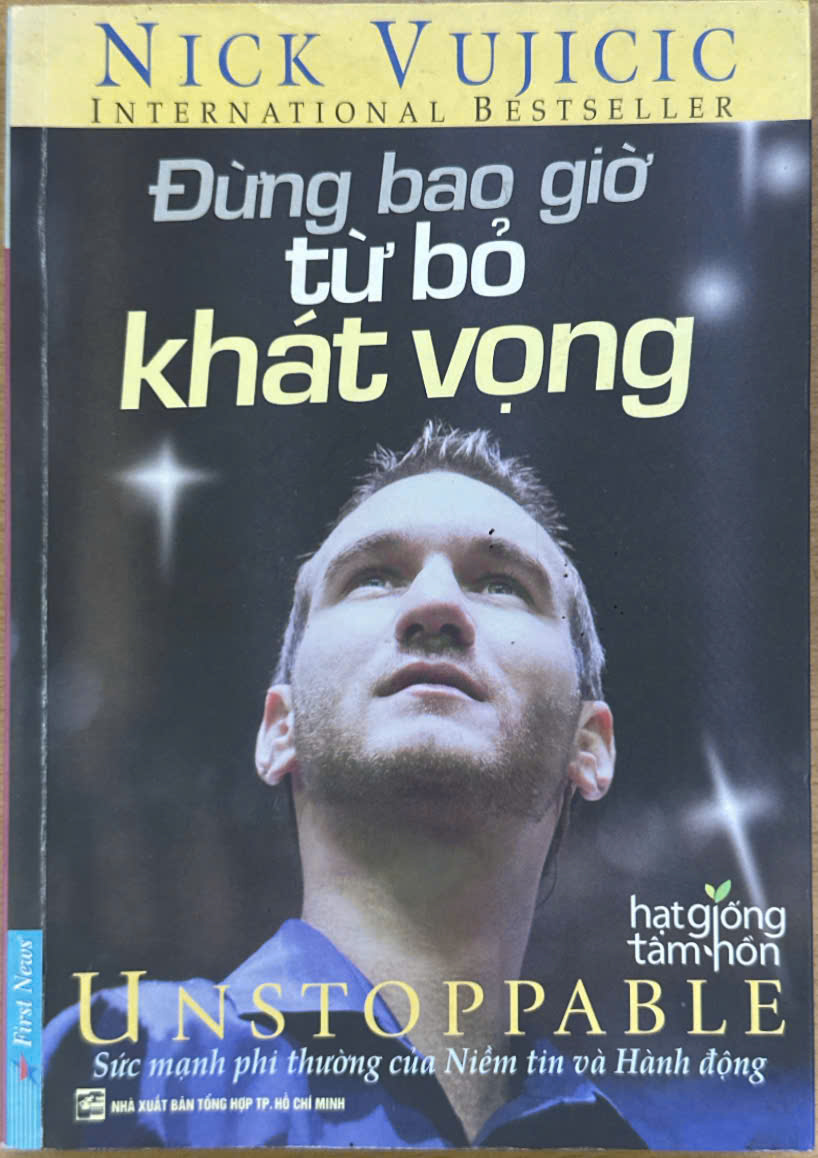 NICK VUJICIC
INTERNATIONAL BESTSELLER
Đừng bao giờ
từ bỏ
khát vọng
hạt giống
tâm hồn
UNSTOPPABLE
Sức mạnh phi thường của Niềm tin và Hành động
NHÀ XUẤT BẢN TỔNG HỢP TP. HỒ CHÍ MINH
First News